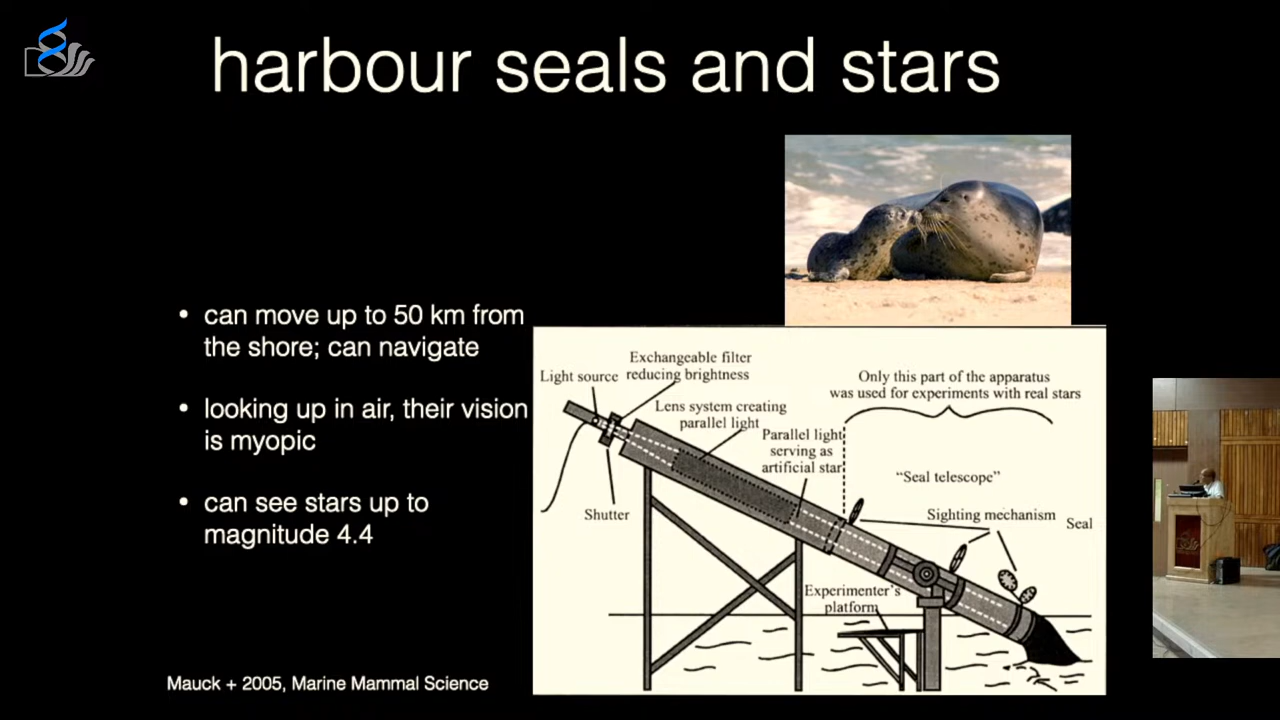 harbour seals and stars
• can move up to 50 km from
the shore; can navigate
• looking up in air, their vision
is myopic
• can see stars up to
magnitude 4.4
Exchangeable filter
reducing brightness
Light source
Lens system creating
parallel light
Parallel light
serving as
artificial star
Only this part of the apparatus
was used for experiments with real stars
"Seal telescope"
Shutter
Sighting mechanism
Seal
Experimenter's
platform
Mauck + 2005, Marine Mammal Science